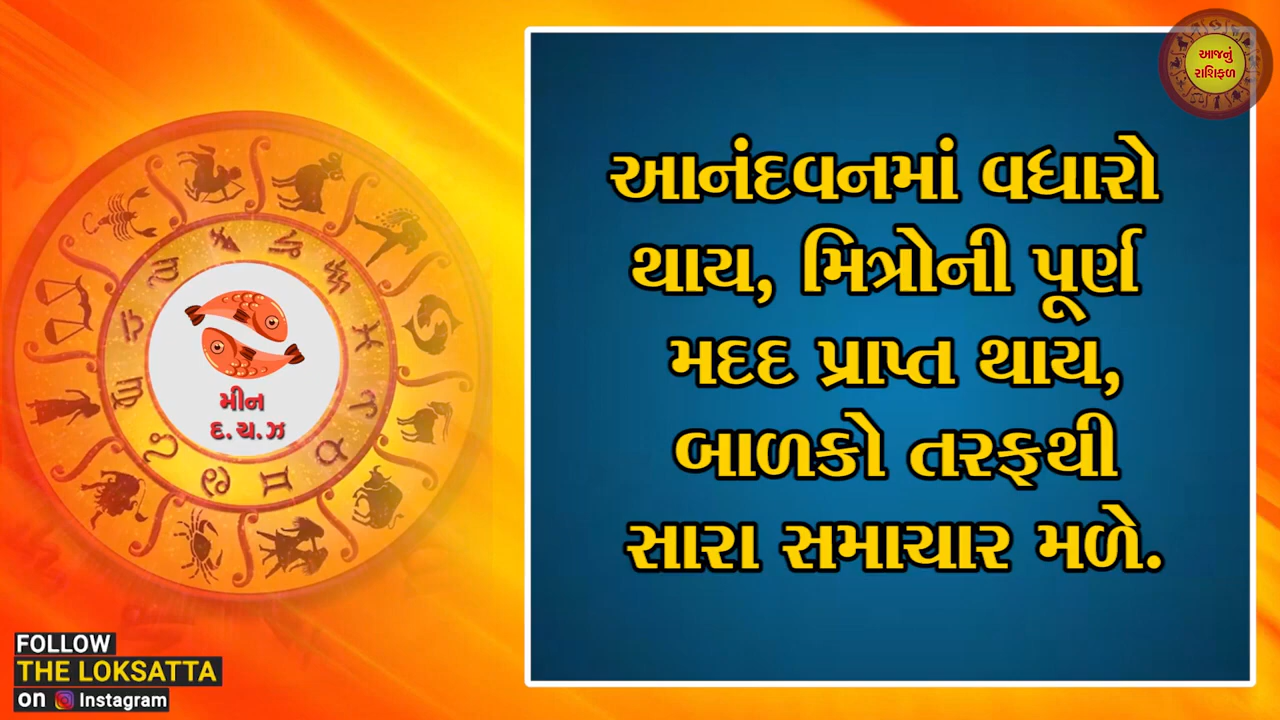 આજનું
રાશિફળ
આનંદવનમાં વધારો
થાય, મિત્રોની પૂર્ણ
મદદ પ્રાપ્ત થાય,
બાળકો તરફથી
સારા સમાચાર મળે.
મીન
દ.ચ.ઝ
FOLLOW
THE LOKSATTA
on Instagram